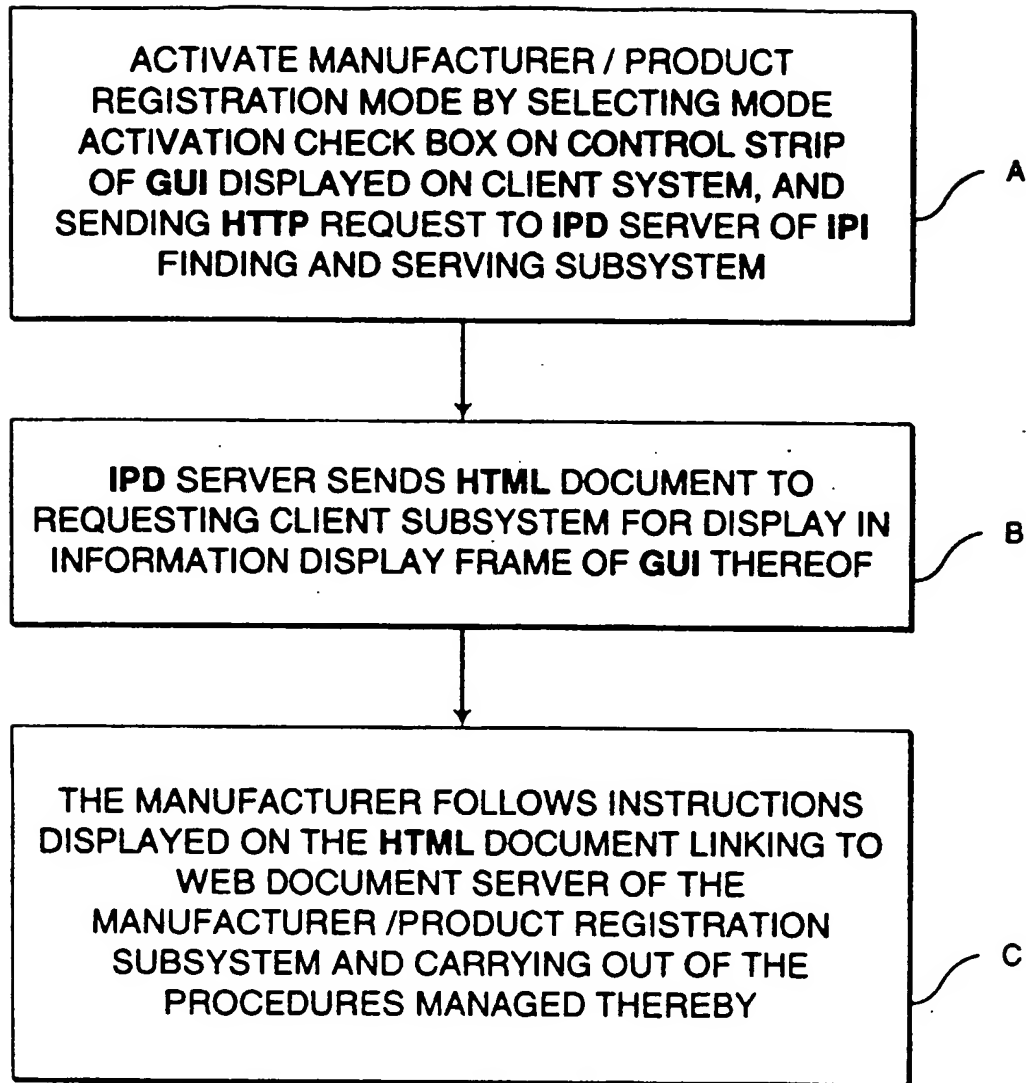 ACTIVATE MANUFACTURER / PRODUCT
REGISTRATION MODE BY SELECTING MODE
ACTIVATION CHECK BOX ON CONTROL STRIP
OF GUI DISPLAYED ON CLIENT SYSTEM, AND
SENDING HTTP REQUEST TO IPD SERVER OF IPI
FINDING AND SERVING SUBSYSTEM
A
IPD SERVER SENDS HTML DOCUMENT TO
REQUESTING CLIENT SUBSYSTEM FOR DISPLAY IN
INFORMATION DISPLAY FRAME OF GUI THEREOF
B
THE MANUFACTURER FOLLOWS INSTRUCTIONS
DISPLAYED ON THE HTML DOCUMENT LINKING TO
WEB DOCUMENT SERVER OF THE
MANUFACTURER /PRODUCT REGISTRATION
SUBSYSTEM AND CARRYING OUT OF THE
PROCEDURES MANAGED THEREBY
C